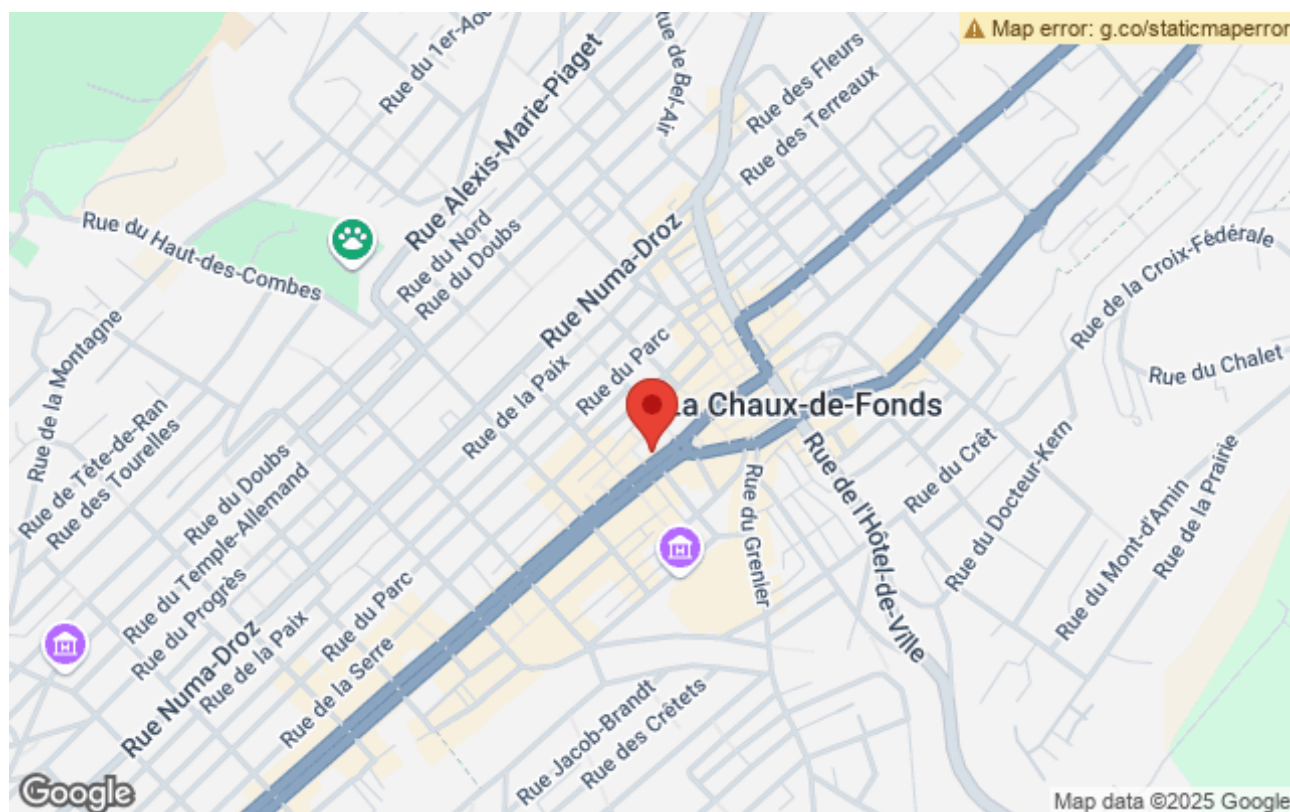 Map error: g.co/staticmaperror
Rue du 1er-Aoû
Rue Alexis-Marie-Piaget
Rue de Bel-Air
Rue des Fleurs
Rue des Terreaux
Rue du Haut-des-Combes
Rue du Nord
Rue du Doubs
Rue Numa-Droz
Rue de la Croix-Fédérale
Rue de la Montagne
Rue de la Paix
Rue du Parc
Rue du Chalet
La Chaux-de-Fonds
Rue de Tête-de-Ran
Rue des Tourelles
Rue du Doubs
Rue du Temple-Allemand
Rue du Progrès
Rue Numa-Droz
Rue de la Paix
Rue du Parc
Rue de la Serre
Rue du Grenier
Rue de l'Hôtel-de-Ville
Rue du Crêt
Rue du Docteur-Kern
Rue du Mont-d'Amin
Rue de la Prairie
Rue Jacob-Brandt
Rue des Crêtets
H
H
Google
Map data ©2025 Google